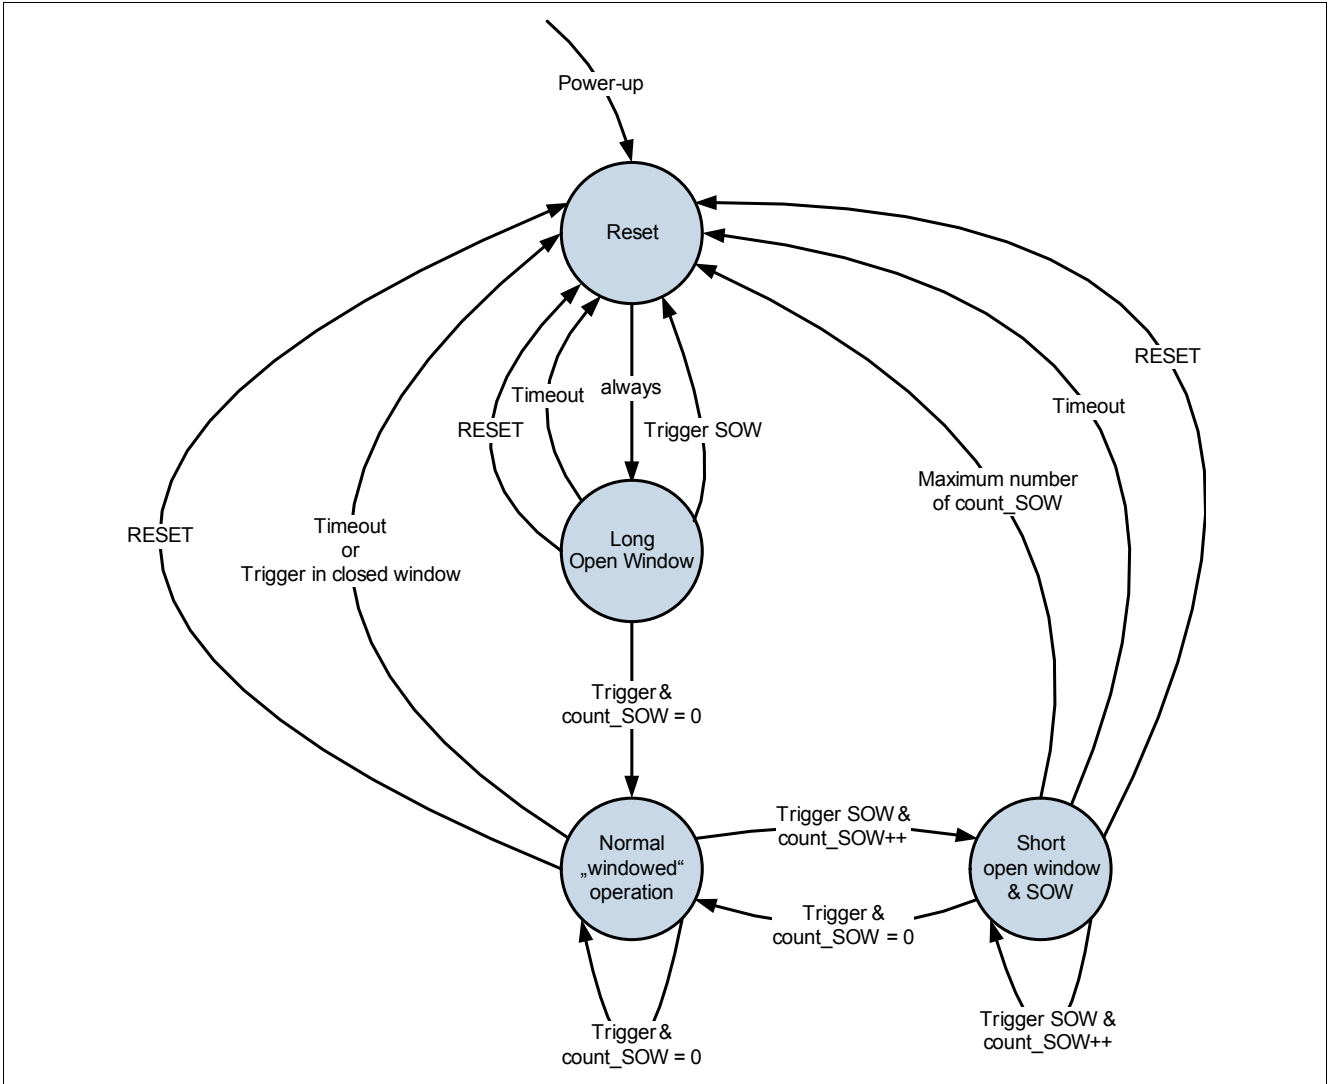 Power-up
Reset
RESET
Timeout
always
Timeout
RESET
Trigger SOW
Maximum number
of count_SOW
RESET
Timeout
or
Trigger in closed window
Long
Open Window
Trigger &
count_SOW = 0
Trigger SOW &
count_SOW++
Normal
„windowed“
operation
Short
open window
& SOW
Trigger &
count_SOW = 0
Trigger &
count_SOW = 0
Trigger SOW &
count_SOW++